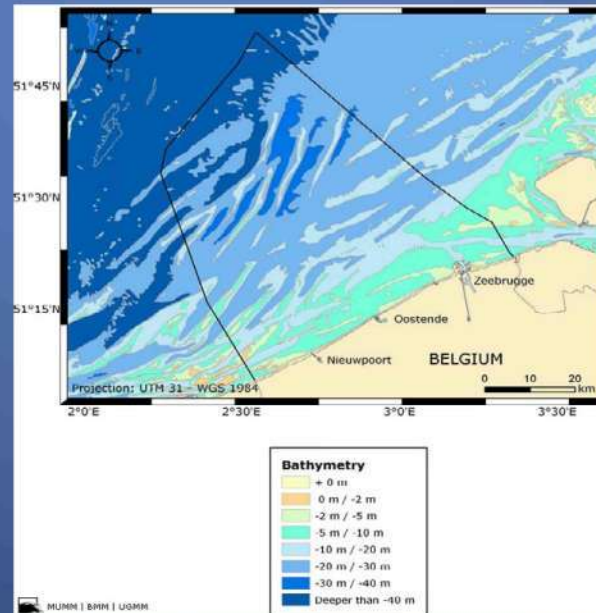 51°45'N
51°30'N
51°15'N
Zeebrugge
Oostende
Nieuwpoort
BELGIUM
Projection: UTM 31 - WGS 1984
0 10 20
km
2°0'E 2°30'E 3°0'E 3°30'E
Bathymetry
+ 0 m
0 m / -2 m
-2 m / -5 m
-5 m / -10 m
-10 m / -20 m
-20 m / -30 m
-30 m / -40 m
Deeper than -40 m
MUMM | BMM | UGMM